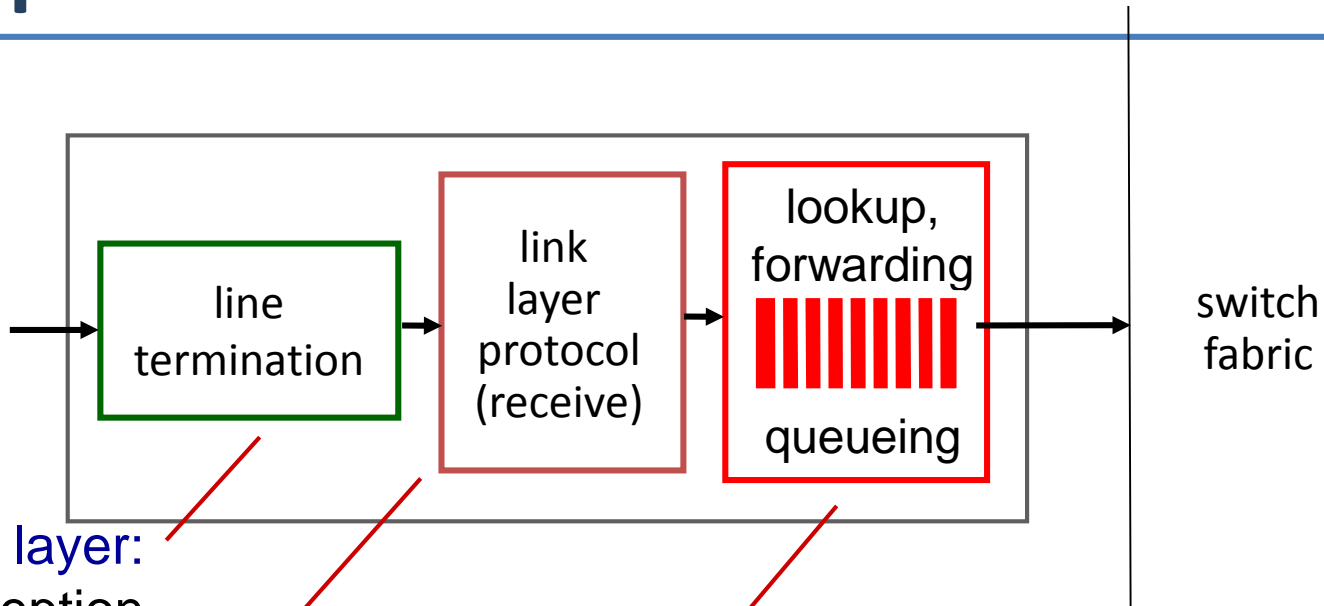 line
termination
link
layer
protocol
(receive)
lookup,
forwarding
queueing
switch
fabric
layer: